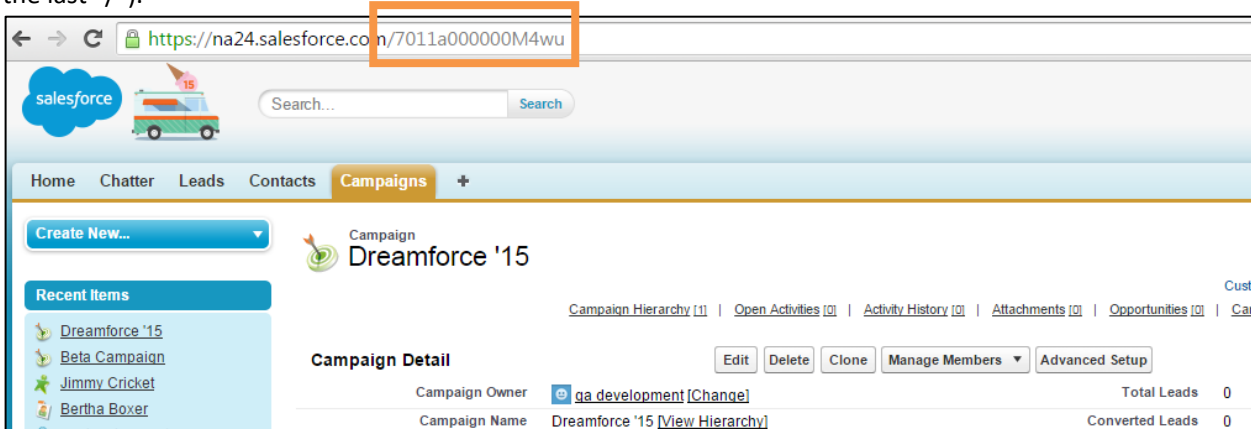 the last "/").
https://na24.salesforce.com/7011a000000M4wu
salesforce
15
Search...
Search
Home Chatter Leads Contacts Campaigns +
Create New...
Campaign
Dreamforce '15
Recent Items
Cust
Campaign Hierarchy [1] | Open Activities [0] | Activity History [0] | Attachments [0] | Opportunities [0] | Ca
Dreamforce '15
Beta Campaign
Campaign Detail Edit Delete Clone Manage Members ▼ Advanced Setup
Jimmy Cricket
Campaign Owner qa development [Change] Total Leads 0
Bertha Boxer
Campaign Name Dreamforce '15 [View Hierarchy] Converted Leads 0